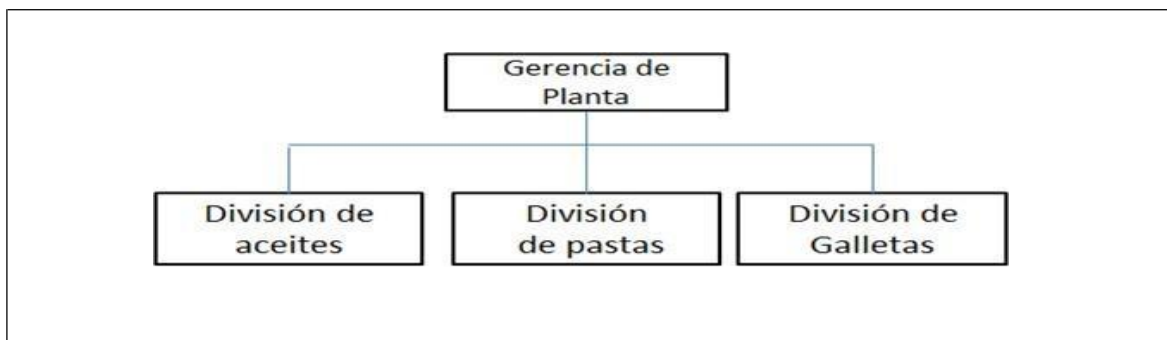 Gerencia de
Planta
División de
aceites
División
de pastas
División de
Galletas